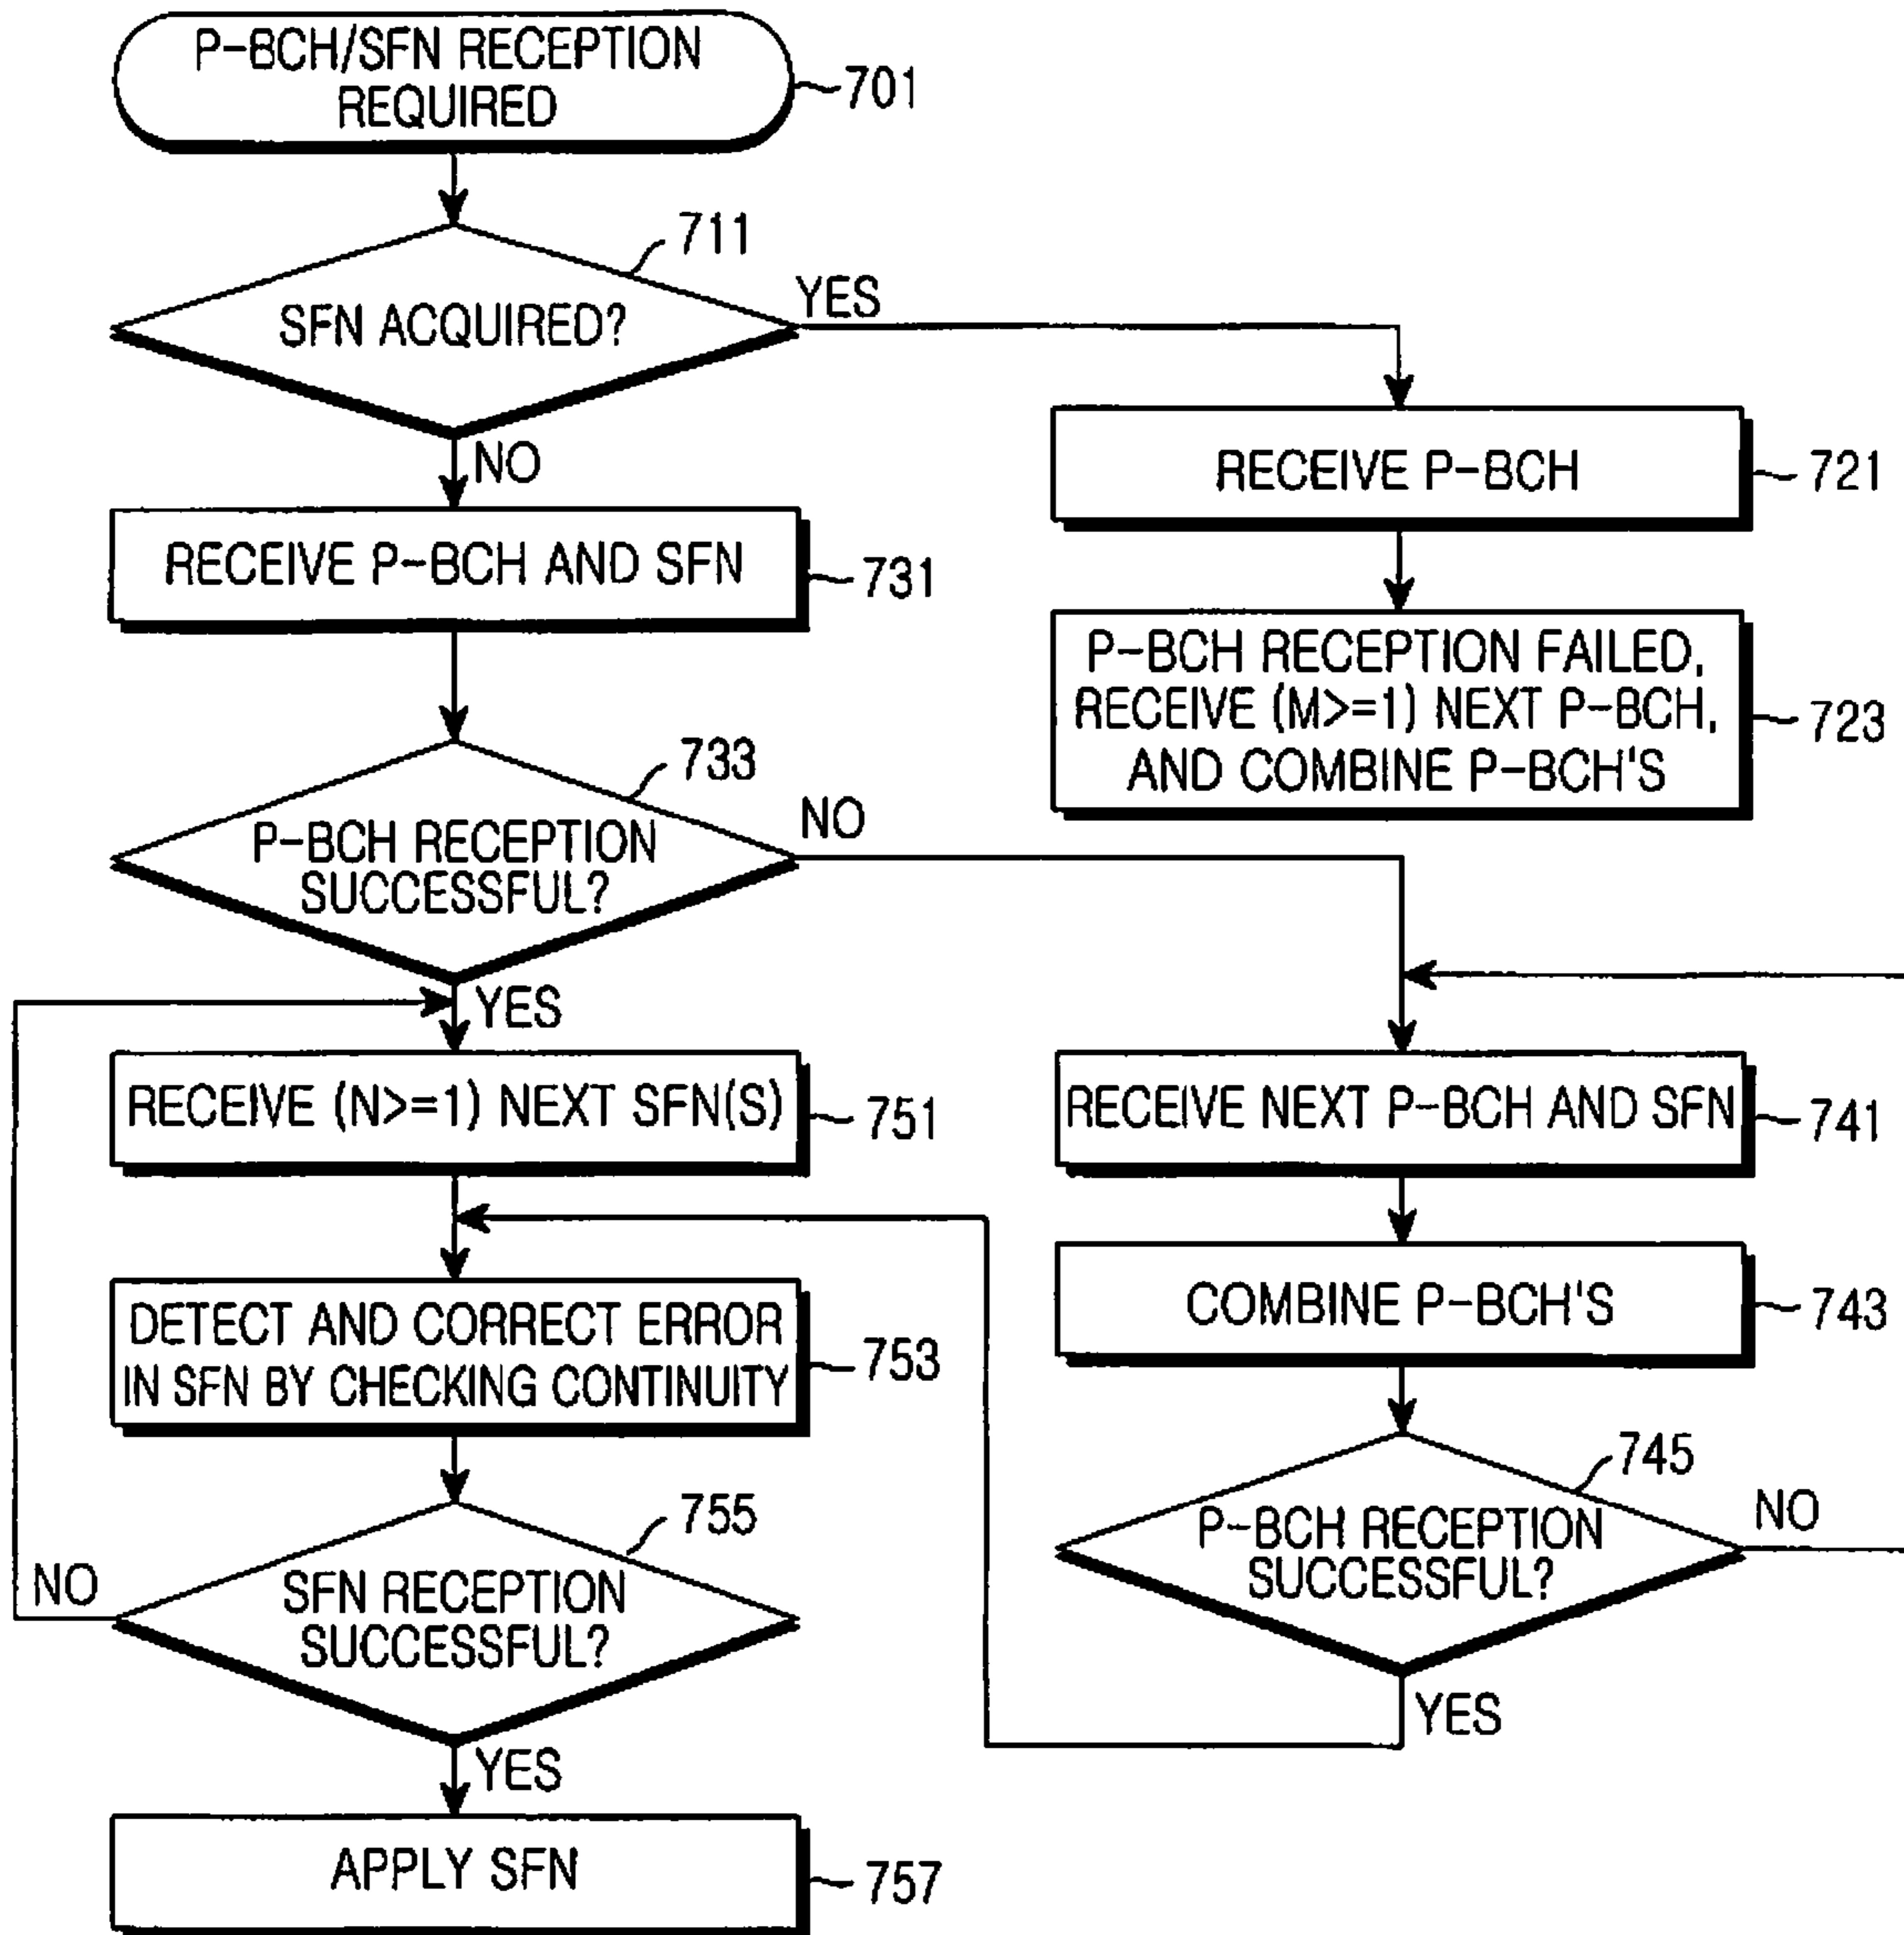 P-BCH/SFN RECEPTION
REQUIRED
701
711
SFN ACQUIRED?
YES
NO
RECEIVE P-BCH
721
RECEIVE P-BCH AND SFN
731
P-BCH RECEPTION FAILED,
RECEIVE (M>=1) NEXT P-BCH,
AND COMBINE P-BCH'S
723
733
P-BCH RECEPTION
SUCCESSFUL?
NO
YES
RECEIVE (N>=1) NEXT SFN(S)
751
RECEIVE NEXT P-BCH AND SFN
741
DETECT AND CORRECT ERROR
IN SFN BY CHECKING CONTINUITY
753
COMBINE P-BCH'S
743
745
P-BCH RECEPTION
SUCCESSFUL?
NO
YES
755
SFN RECEPTION
SUCCESSFUL?
NO
YES
APPLY SFN
757